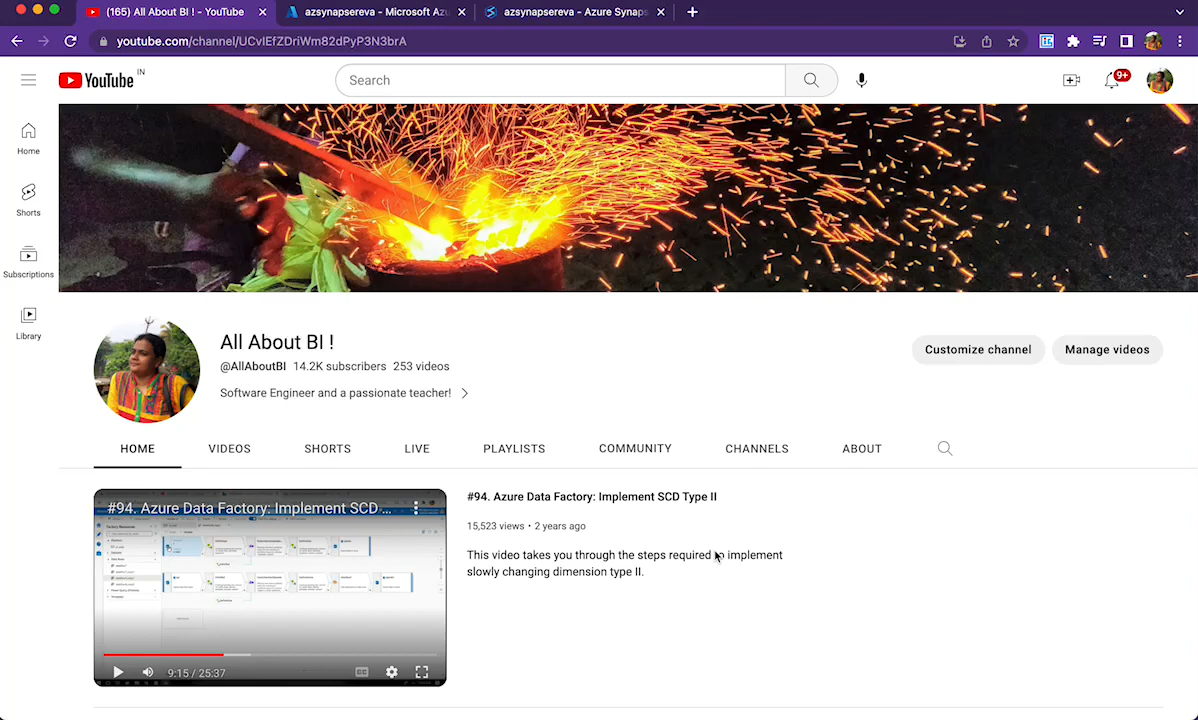 (165) All About BI ! - YouTube
azsynapsereva - Microsoft Azu
azsynapsereva - Azure Synaps
youtube.com/channel/UCvIEfZDriWm82dPyP3N3brA
YouTube IN
Search
9+
Home
Shorts
Subscriptions
Library
All About BI !
@AllAboutBI 14.2K subscribers 253 videos
Software Engineer and a passionate teacher!
Customize channel
Manage videos
HOME
VIDEOS
SHORTS
LIVE
PLAYLISTS
COMMUNITY
CHANNELS
ABOUT
#94. Azure Data Factory: Implement SCD...
9:15 / 25:37
#94. Azure Data Factory: Implement SCD Type II
15,523 views • 2 years ago
This video takes you through the steps required to implement
slowly changing dimension type II.